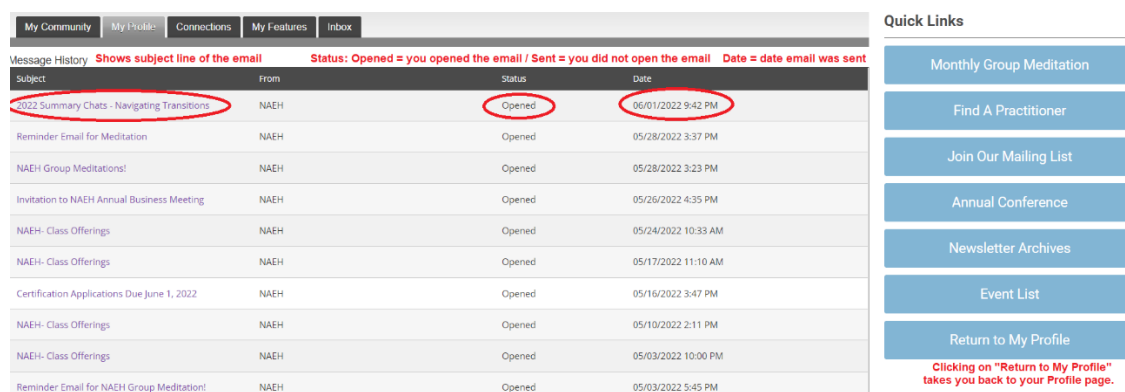 My Community My Profile Connections My Features Inbox
Message History Shows subject line of the email Status: Opened = you opened the email / Sent = you did not open the email Date = date email was sent
Subject From Status Date
2022 Summary Chats - Navigating Transitions NAEH Opened 06/01/2022 9:42 PM
Reminder Email for Meditation NAEH Opened 05/28/2022 3:37 PM
NAEH Group Meditations! NAEH Opened 05/28/2022 3:23 PM
Invitation to NAEH Annual Business Meeting NAEH Opened 05/26/2022 4:35 PM
NAEH- Class Offerings NAEH Opened 05/24/2022 10:33 AM
NAEH- Class Offerings NAEH Opened 05/17/2022 11:10 AM
Certification Applications Due June 1, 2022 NAEH Opened 05/16/2022 3:47 PM
NAEH- Class Offerings NAEH Opened 05/10/2022 2:11 PM
NAEH- Class Offerings NAEH Opened 05/03/2022 10:00 PM
Reminder Email for NAEH Group Meditation! NAEH Opened 05/03/2022 5:45 PM
Quick Links
Monthly Group Meditation
Find A Practitioner
Join Our Mailing List
Annual Conference
Newsletter Archives
Event List
Return to My Profile
Clicking on "Return to My Profile"
takes you back to your Profile page.